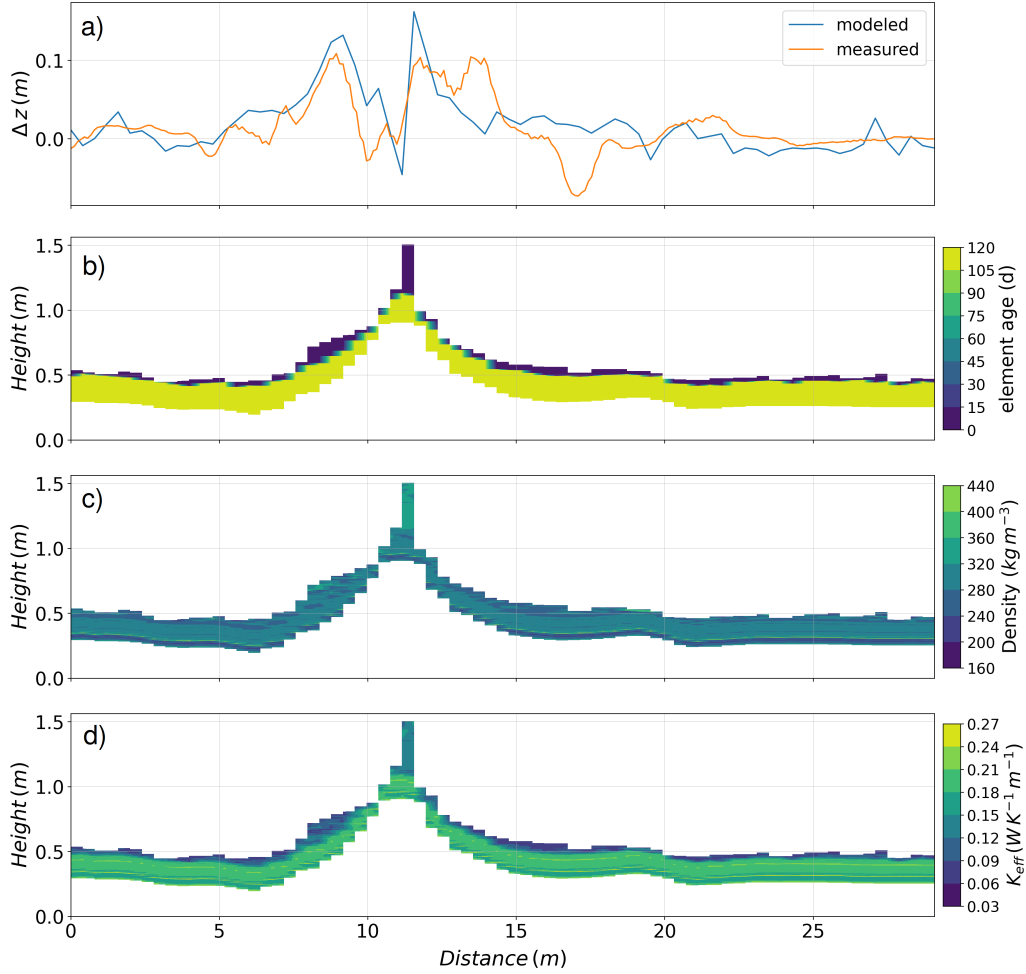 a)
modeled
measured
0.1
0.0
Δ z (m)
b)
1.5
1.0
0.5
0.0
Height (m)
120
105
90
75
60
45
30
15
0
element age (d)
c)
1.5
1.0
0.5
0.0
Height (m)
440
400
360
320
280
240
200
160
Density (kg m⁻³)
d)
1.5
1.0
0.5
0.0
Height (m)
0.27
0.24
0.21
0.18
0.15
0.12
0.09
0.06
0.03
K_eff (W K⁻¹ m⁻¹)
0 5 10 15 20 25
Distance (m)